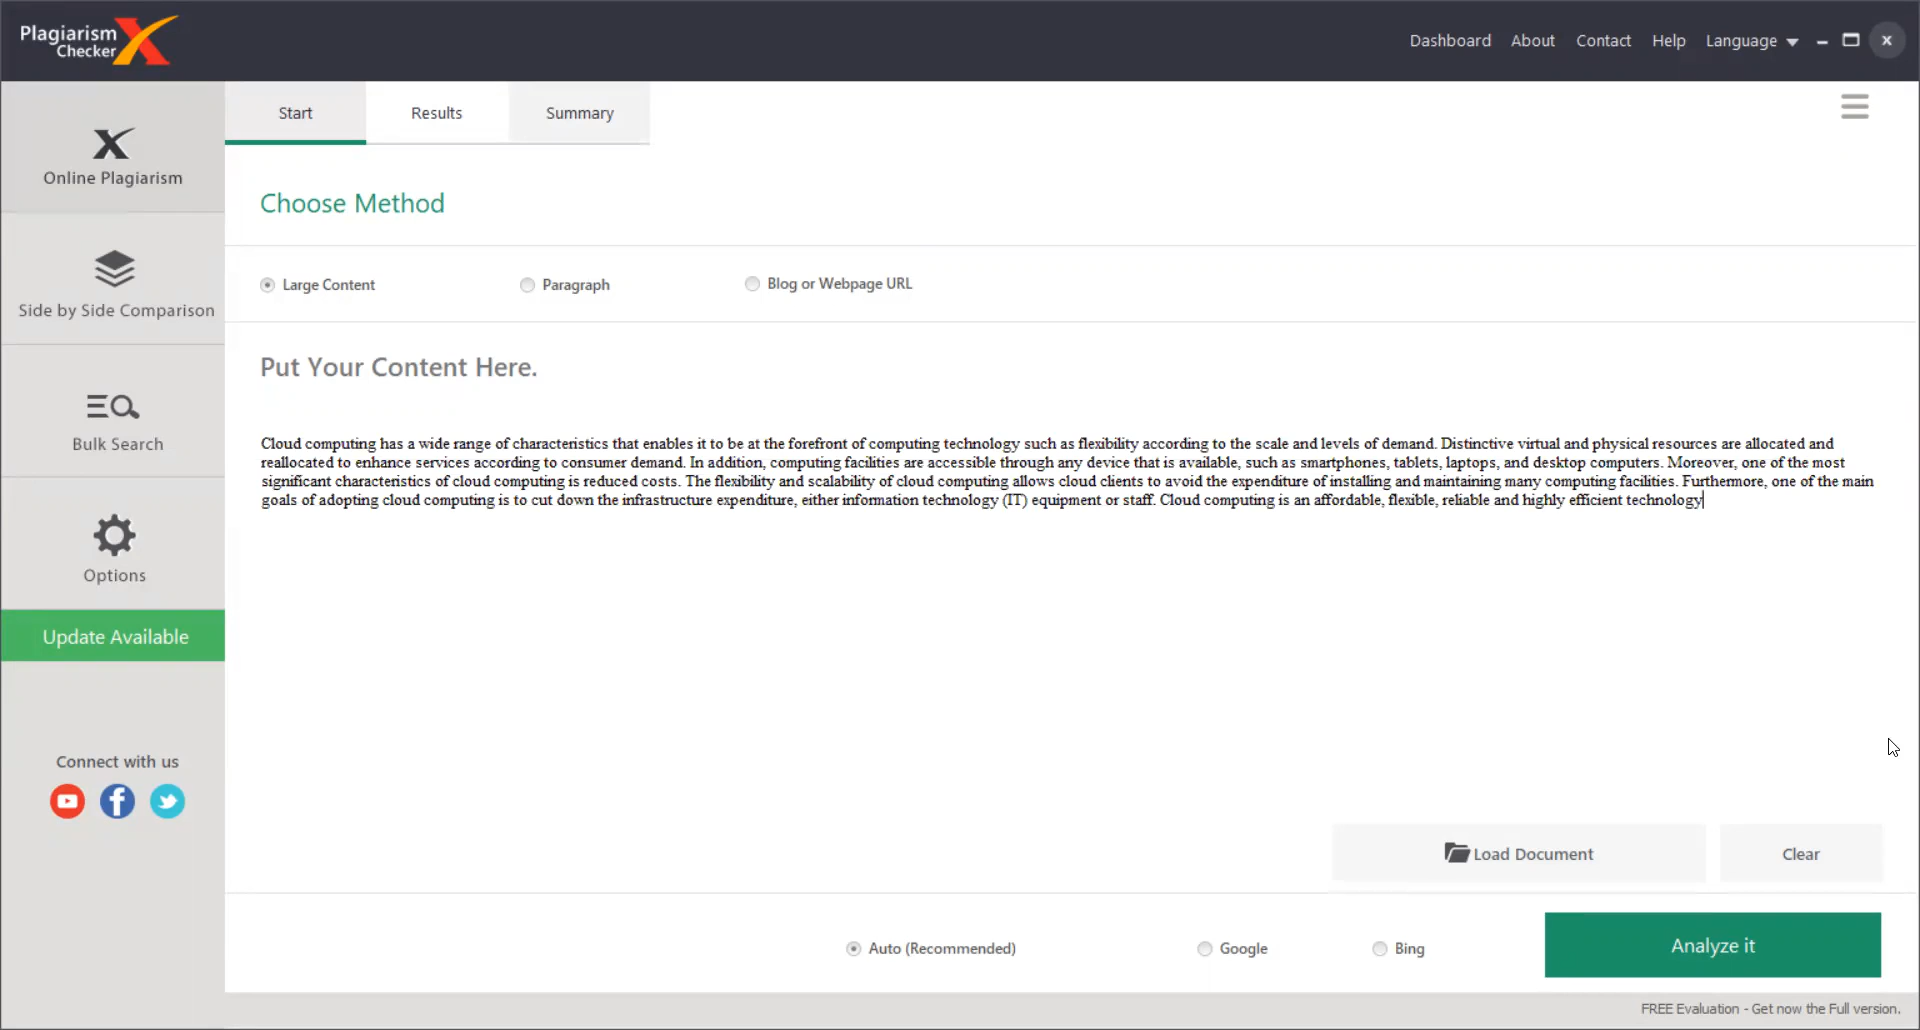 Plagiarism
Checker
Dashboard About Contact Help Language
Online Plagiarism
Side by Side Comparison
Bulk Search
Options
Update Available
Connect with us
Start Results Summary
Choose Method
Large Content Paragraph Blog or Webpage URL
Put Your Content Here.
Cloud computing has a wide range of characteristics that enables it to be at the forefront of computing technology such as flexibility according to the scale and levels of demand. Distinctive virtual and physical resources are allocated and
reallocated to enhance services according to consumer demand. In addition, computing facilities are accessible through any device that is available, such as smartphones, tablets, laptops, and desktop computers. Moreover, one of the most
significant characteristics of cloud computing is reduced costs. The flexibility and scalability of cloud computing allows cloud clients to avoid the expenditure of installing and maintaining many computing facilities. Furthermore, one of the main
goals of adopting cloud computing is to cut down the infrastructure expenditure, either information technology (IT) equipment or staff. Cloud computing is an affordable, flexible, reliable and highly efficient technology
Load Document Clear
Auto (Recommended) Google Bing Analyze it
FREE Evaluation - Get now the Full version.